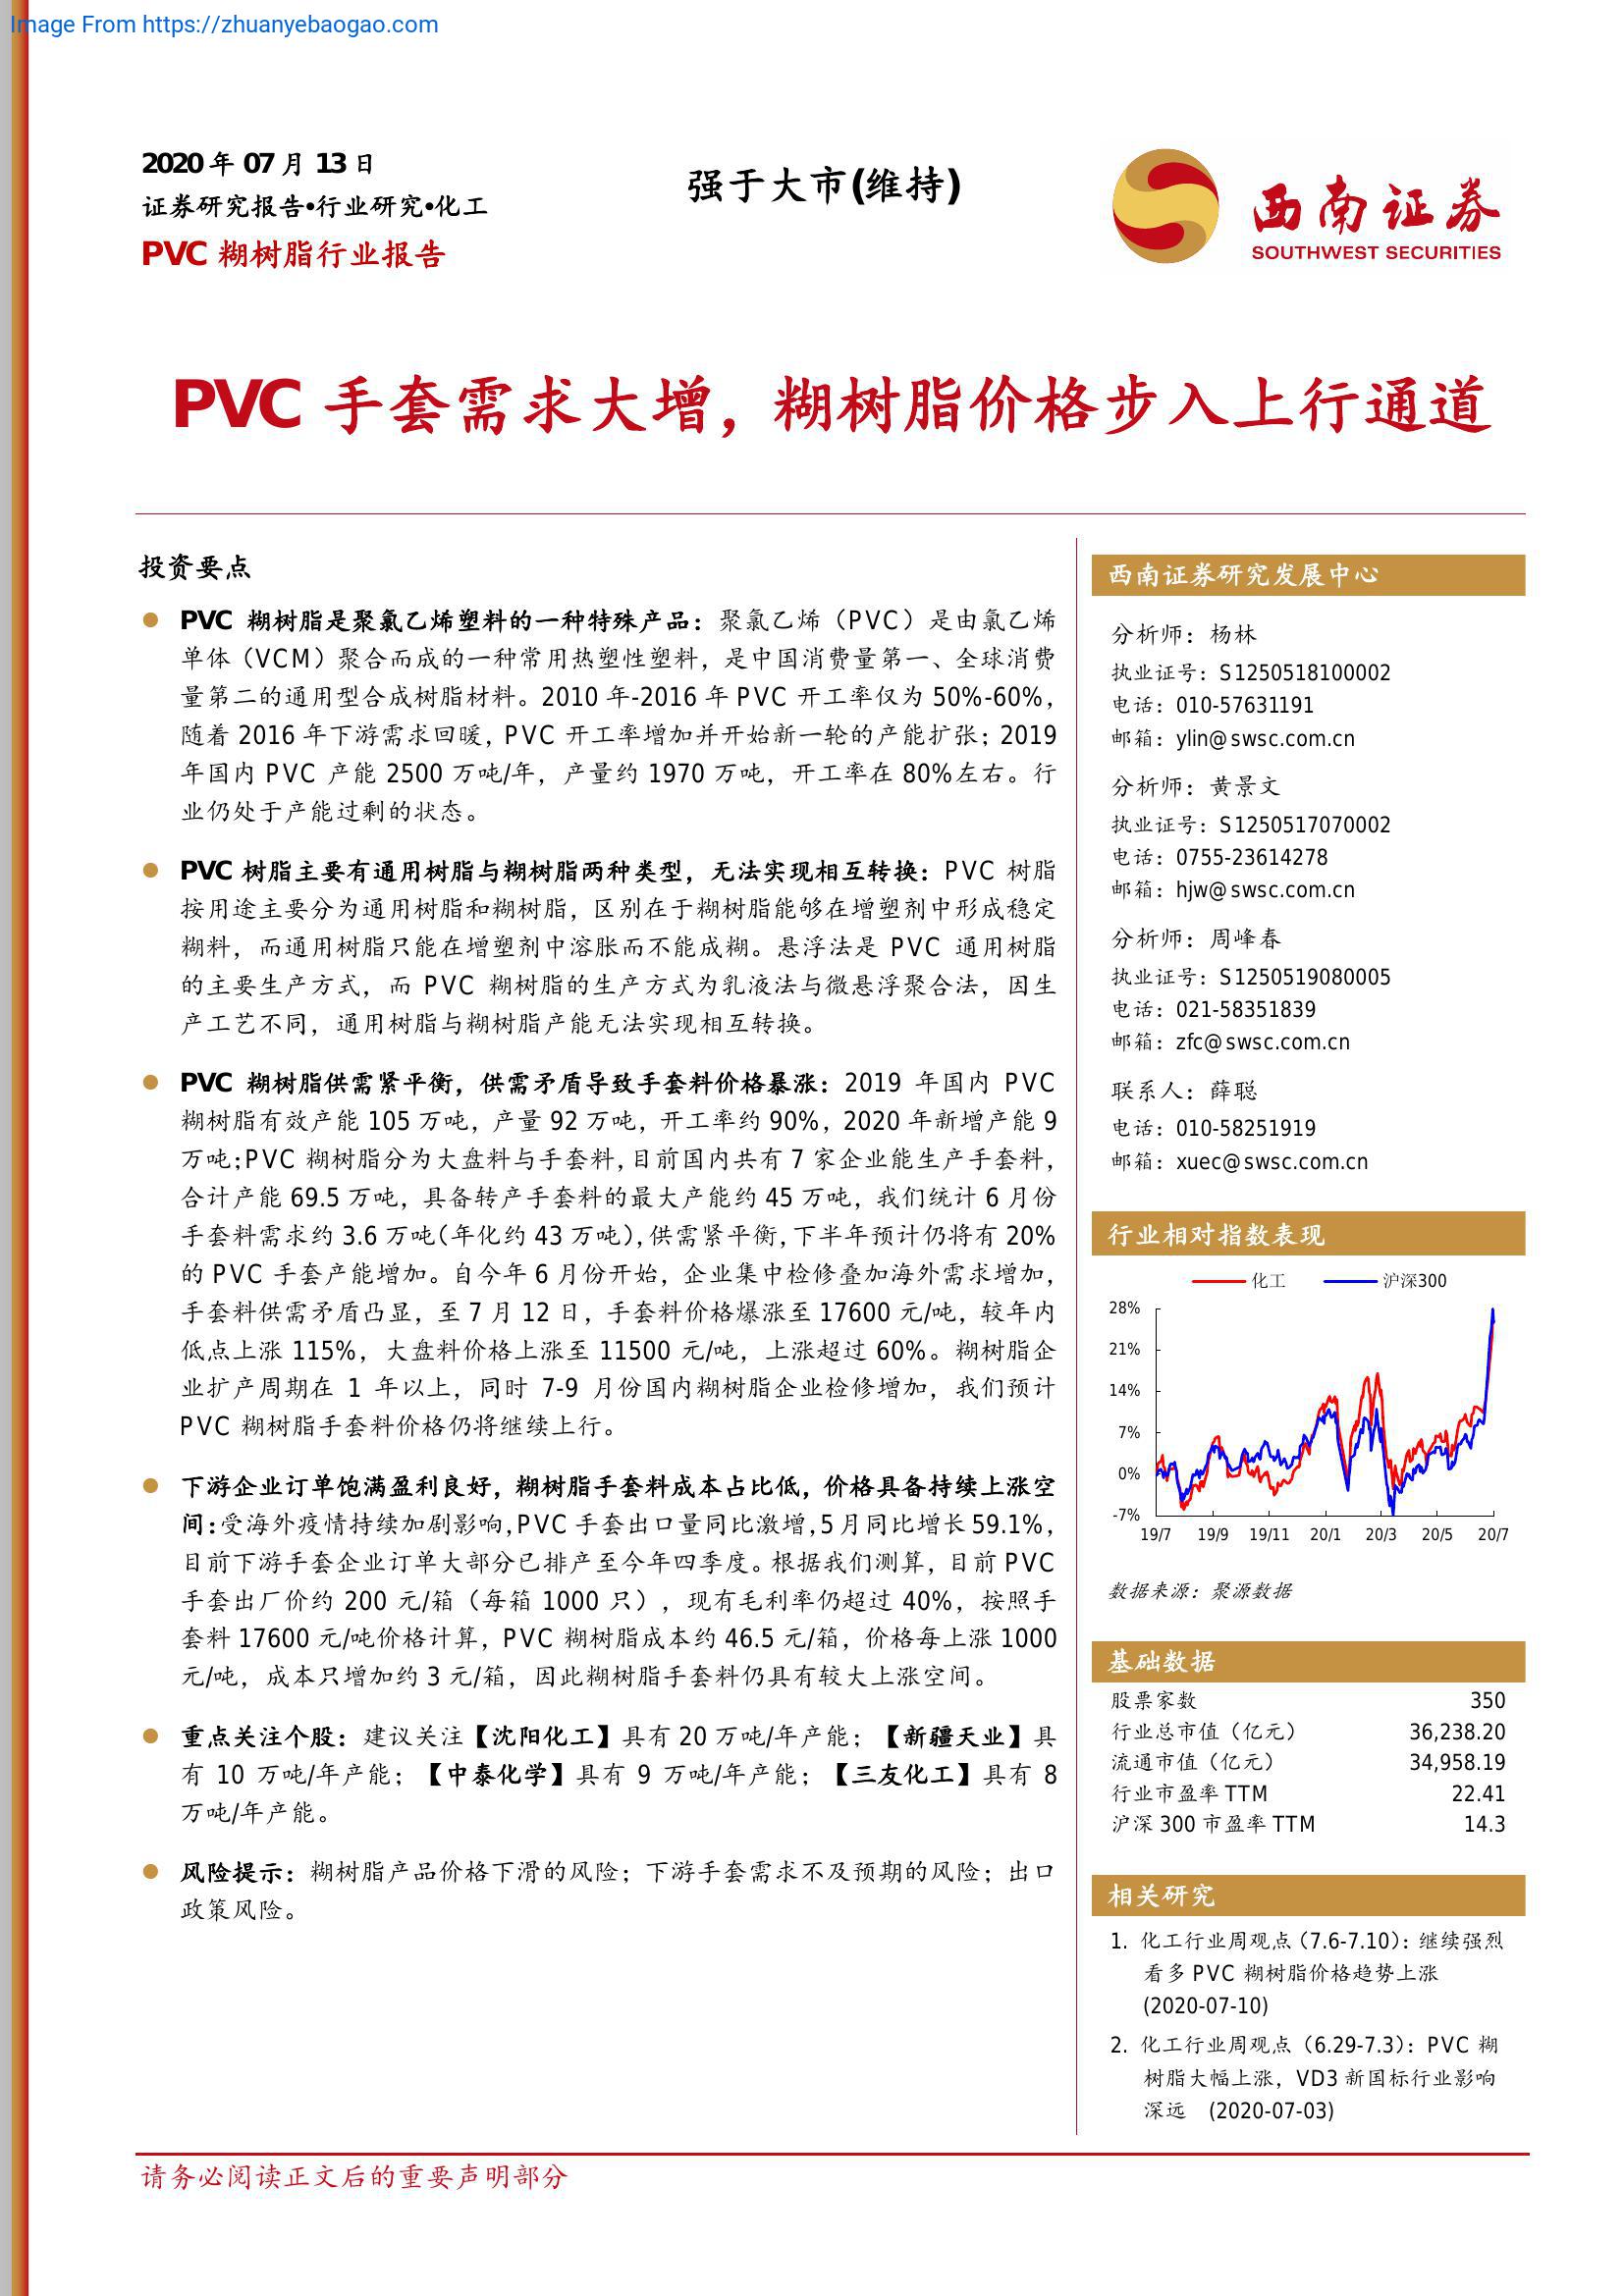 Image From https://zhuanyebaogao.com
2020 年 07 月 13 日
证券研究报告•行业研究•化工
PVC 糊树脂行业报告
强于大市(维持)
西南证券
SOUTHWEST SECURITIES
PVC 手套需求大增，糊树脂价格步入上行通道
投资要点
PVC 糊树脂是聚氯乙烯塑料的一种特殊产品：聚氯乙烯（PVC）是由氯乙烯
单体（VCM）聚合而成的一种常用热塑性塑料，是中国消费量第一、全球消费
量第二的通用型合成树脂材料。2010 年-2016 年 PVC 开工率仅为 50%-60%，
随着 2016 年下游需求回暖，PVC 开工率增加并开始新一轮的产能扩张；2019
年国内 PVC 产能 2500 万吨/年，产量约 1970 万吨，开工率在 80%左右。行
业仍处于产能过剩的状态。
PVC 树脂主要有通用树脂与糊树脂两种类型，无法实现相互转换：PVC 树脂
按用途主要分为通用树脂和糊树脂，区别在于糊树脂能够在增塑剂中形成稳定
糊料，而通用树脂只能在增塑剂中溶胀而不能成糊。悬浮法是 PVC 通用树脂
的主要生产方式，而 PVC 糊树脂的生产方式为乳液法与微悬浮聚合法，因生
产工艺不同，通用树脂与糊树脂产能无法实现相互转换。
PVC 糊树脂供需紧平衡，供需矛盾导致手套料价格暴涨：2019 年国内 PVC
糊树脂有效产能 105 万吨，产量 92 万吨，开工率约 90%，2020 年新增产能 9
万吨；PVC 糊树脂分为大盘料与手套料，目前国内共有 7 家企业能生产手套料，
合计产能 69.5 万吨，具备转产手套料的最大产能约 45 万吨，我们统计 6 月份
手套料需求约 3.6 万吨（年化约 43 万吨），供需紧平衡，下半年预计仍将有 20%
的 PVC 手套产能增加。自今年 6 月份开始，企业集中检修叠加海外需求增加，
手套料供需矛盾凸显，至 7 月 12 日，手套料价格爆涨至 17600 元/吨，较年内
低点上涨 115%，大盘料价格上涨至 11500 元/吨，上涨超过 60%。糊树脂企
业扩产周期在 1 年以上，同时 7-9 月份国内糊树脂企业检修增加，我们预计
PVC 糊树脂手套料价格仍将继续上行。
下游企业订单饱满盈利良好，糊树脂手套料成本占比低，价格具备持续上涨空
间：受海外疫情持续加剧影响，PVC 手套出口量同比激增，5 月同比增长 59.1%，
目前下游手套企业订单大部分已排产至今年四季度。根据我们测算，目前 PVC
手套出厂价约 200 元/箱（每箱 1000 只），现有毛利率仍超过 40%，按照手
套料 17600 元/吨价格计算，PVC 糊树脂成本约 46.5 元/箱，价格每上涨 1000
元/吨，成本只增加约 3 元/箱，因此糊树脂手套料仍具有较大上涨空间。
重点关注个股：建议关注【沈阳化工】具有 20 万吨/年产能；【新疆天业】具
有 10 万吨/年产能；【中泰化学】具有 9 万吨/年产能；【三友化工】具有 8
万吨/年产能。
风险提示：糊树脂产品价格下滑的风险；下游手套需求不及预期的风险；出口
政策风险。
西南证券研究发展中心
分析师：杨林
执业证号：S1250518100002
电话：010-57631191
邮箱：ylin@swsc.com.cn
分析师：黄景文
执业证号：S1250517070002
电话：0755-23614278
邮箱：hjw@swsc.com.cn
分析师：周峰春
执业证号：S1250519080005
电话：021-58351839
邮箱：zfc@swsc.com.cn
联系人：薛聪
电话：010-58251919
邮箱：xuec@swsc.com.cn
行业相对指数表现
化工 沪深300
28%
21%
14%
7%
0%
-7%
19/7 19/9 19/11 20/1 20/3 20/5 20/7
数据来源：聚源数据
基础数据
股票家数 350
行业总市值（亿元） 36,238.20
流通市值（亿元） 34,958.19
行业市盈率 TTM 22.41
沪深 300 市盈率 TTM 14.3
相关研究
1. 化工行业周观点（7.6-7.10）：继续强烈
看多 PVC 糊树脂价格趋势上涨
(2020-07-10)
2. 化工行业周观点（6.29-7.3）：PVC 糊
树脂大幅上涨，VD3 新国标行业影响
深远 (2020-07-03)
请务必阅读正文后的重要声明部分